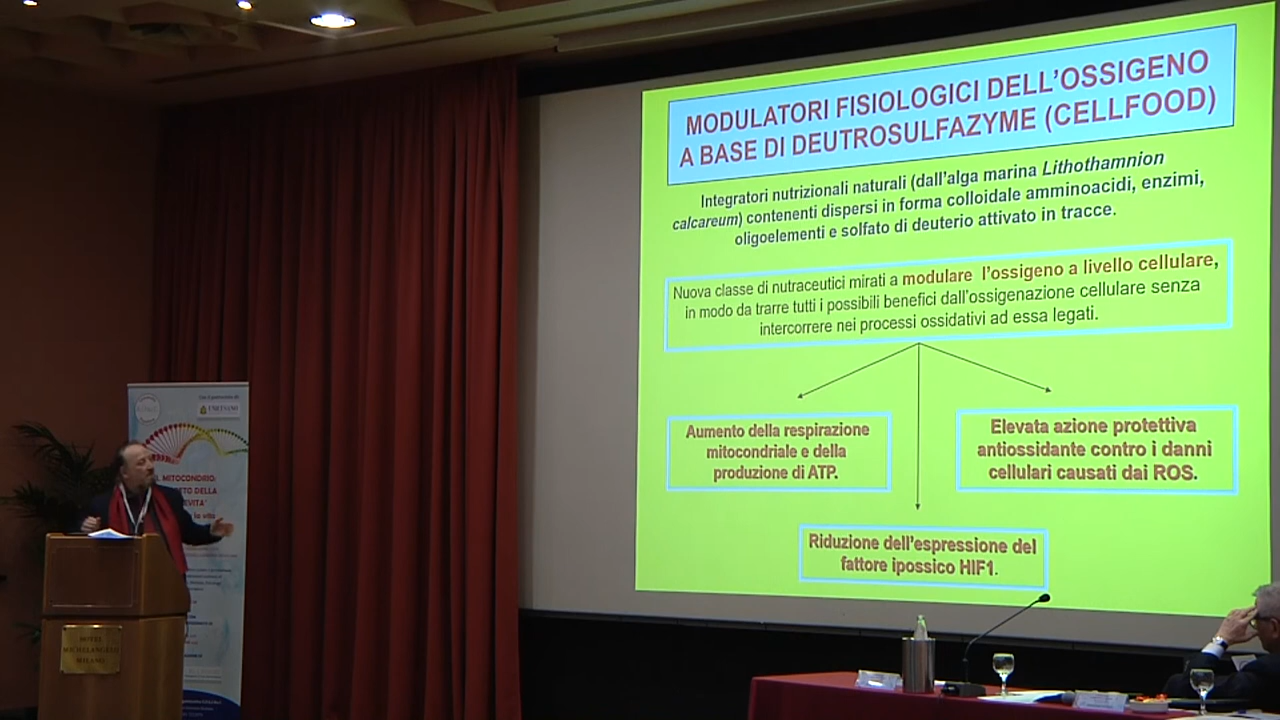 MODULATORI FISIOLOGICI DELL'OSSIGENO
A BASE DI DEUTROSULFAZYME (CELLFOOD)
Integratori nutrizionali naturali (dall'alga marina Lithothamnion
calcareum) contenenti dispersi in forma colloidale amminoacidi, enzimi,
oligoelementi e solfato di deuterio attivato in tracce.
Nuova classe di nutraceutici mirati a modulare l'ossigeno a livello cellulare,
in modo da trarre tutti i possibili benefici dall'ossigenazione cellulare senza
intercorrere nei processi ossidativi ad essa legati.
Aumento della respirazione
mitocondriale e della
produzione di ATP.
Elevata azione protettiva
antiossidante contro i danni
cellulari causati dai ROS.
Riduzione dell'espressione del
fattore ipossico HIF1.
MITOCONDRIO:
DELLA
la vita
HOTEL
MICHELANGELO
MILANO